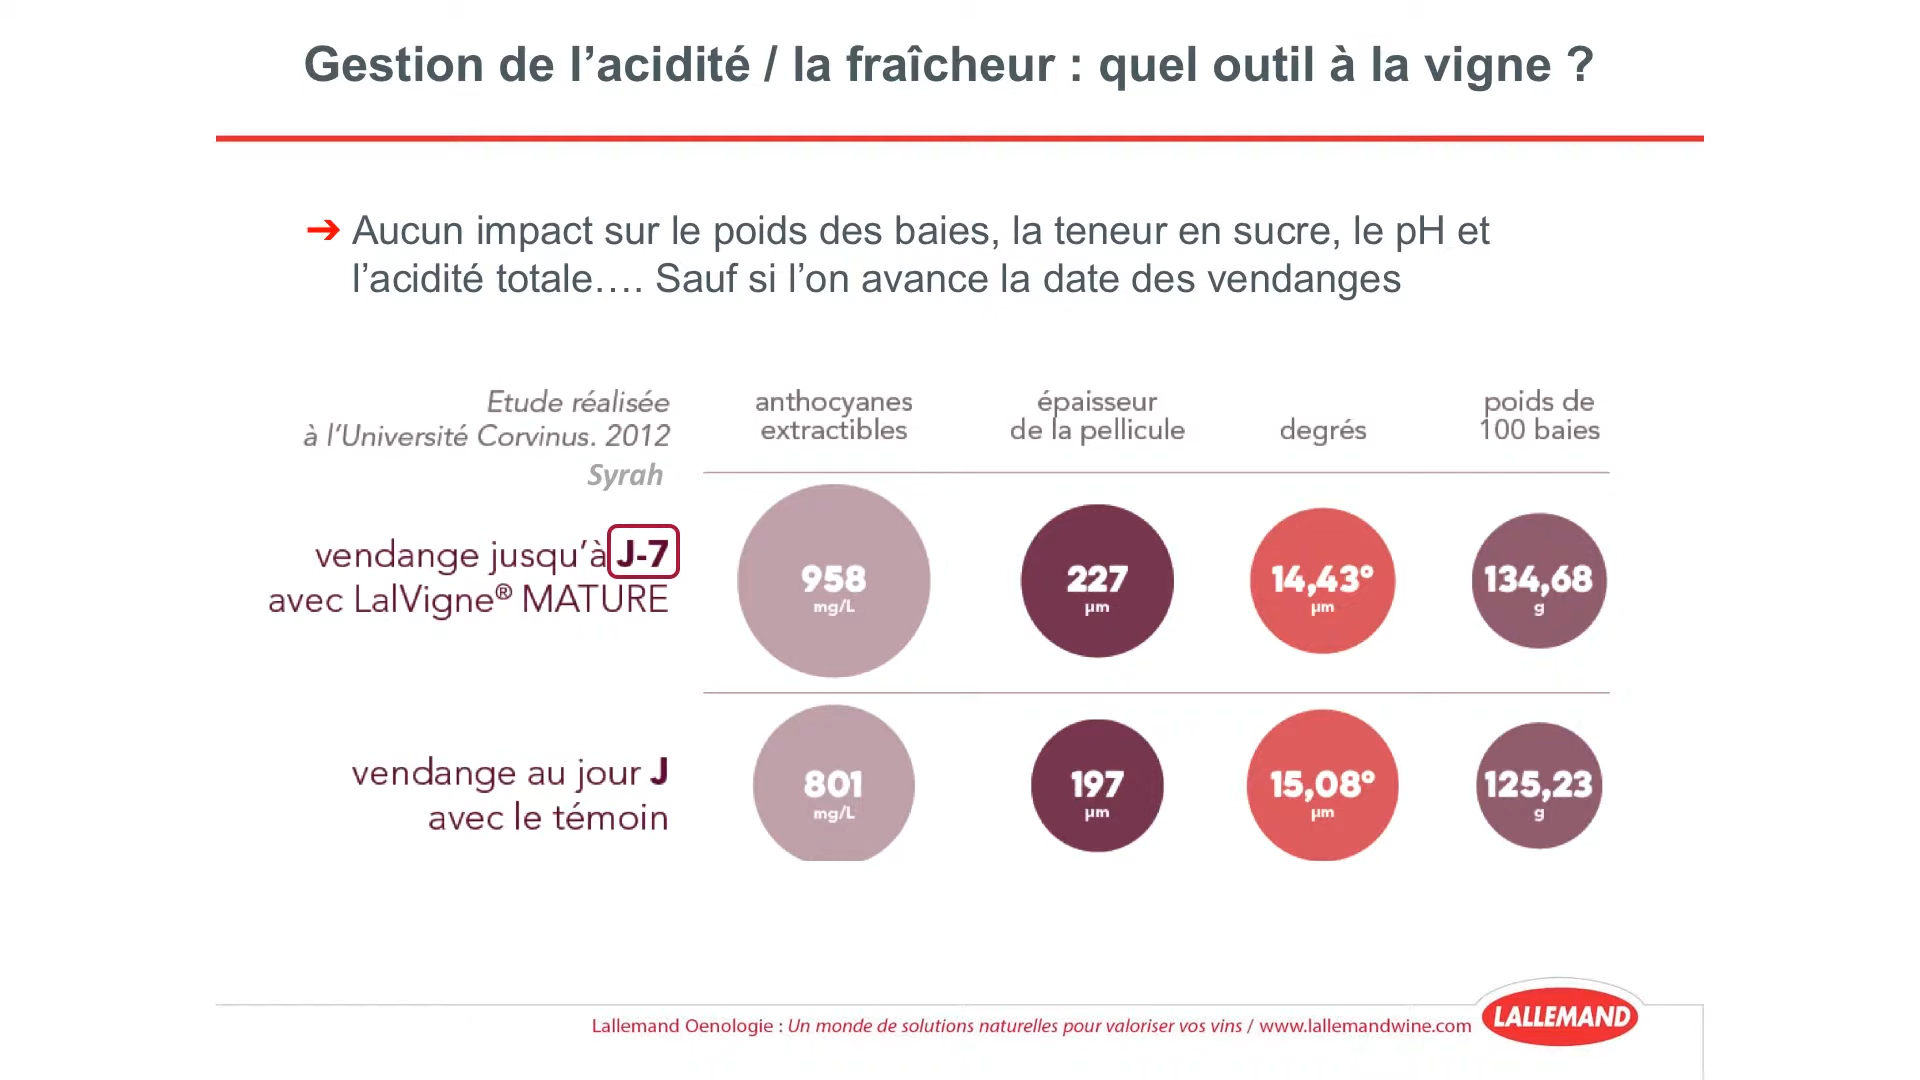 Gestion de l’acidité / la fraîcheur : quel outil à la vigne ?
➔ Aucun impact sur le poids des baies, la teneur en sucre, le pH et
l’acidité totale…. Sauf si l’on avance la date des vendanges
Etude réalisée
à l’Université Corvinus. 2012
Syrah
anthocyanes
extractibles
épaisseur
de la pellicule
degrés
poids de
100 baies
vendange jusqu’à J-7
avec LalVigne® MATURE
958
mg/L
227
µm
14,43°
µm
134,68
g
vendange au jour J
avec le témoin
801
mg/L
197
µm
15,08°
µm
125,23
g
Lallemand Oenologie : Un monde de solutions naturelles pour valoriser vos vins / www.lallemandwine.com
LALLEMAND